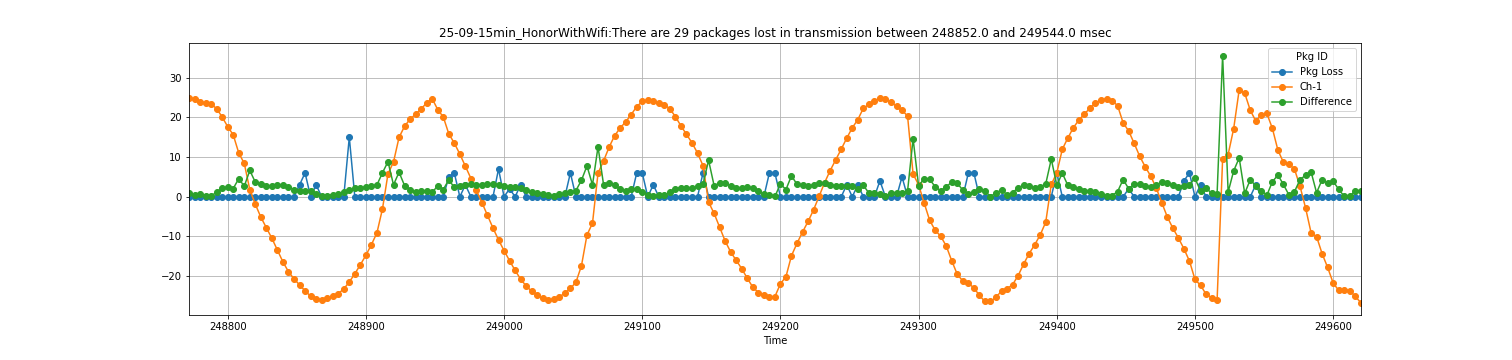 25-09-15min_HonorWithWifi:There are 29 packages lost in transmission between 248852.0 and 249544.0 msec
Pkg ID
Pkg Loss
Ch-1
Difference
30
20
10
0
−10
−20
248800 248900 249000 249100 249200 249300 249400 249500 249600
Time